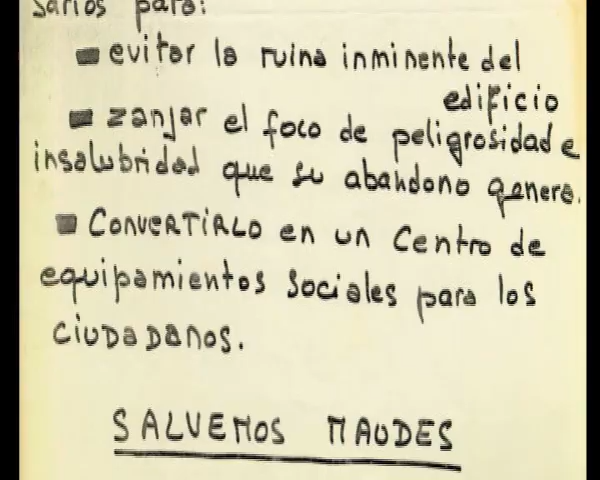 sarios para:
■ evitar la ruina inminente del
edificio
■ zanjar el foco de peligrosidad e
insalubridad que su abandono genera.
■ CONVERTIRLO en un Centro de
equipamientos sociales para los
ciudadanos.
SALVEMOS MAUDES